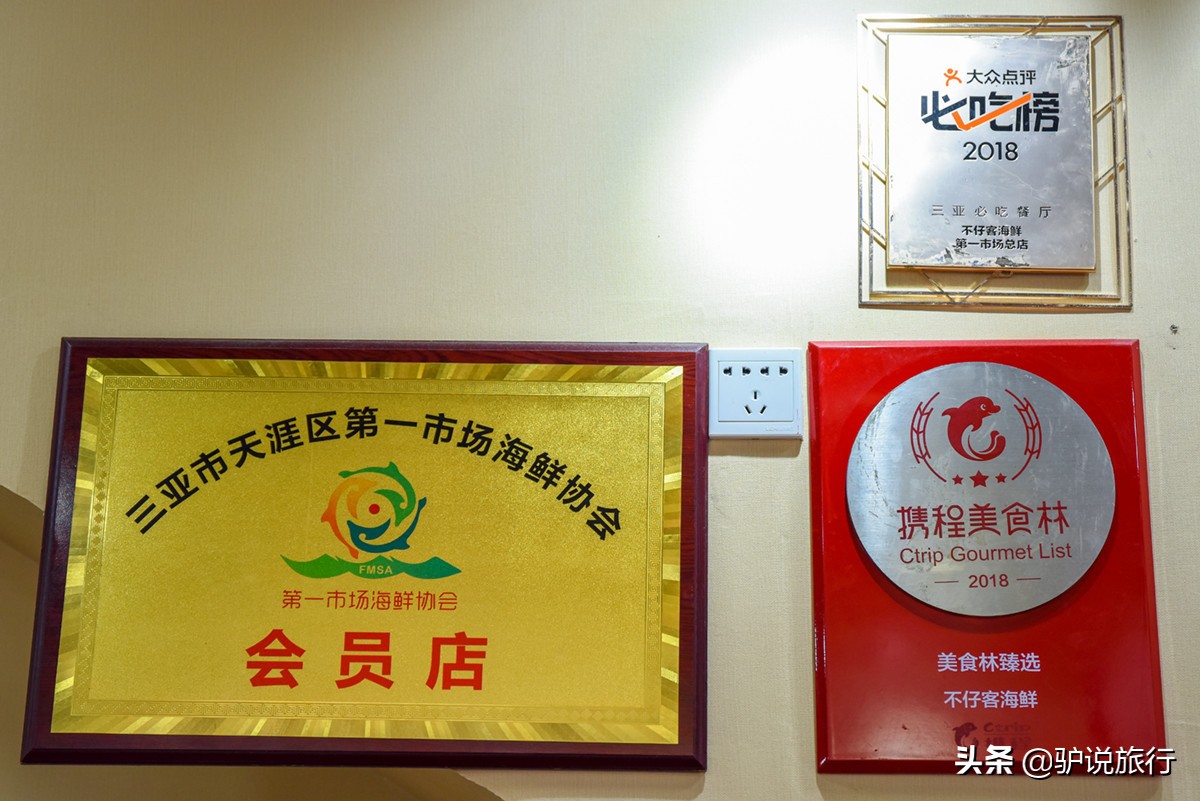 大众点评
必吃榜
2018
三亚必吃餐厅
不仔客海鲜
第一市场总店
三亚市天涯区第一市场海鲜协会
FMSA
第一市场海鲜协会
会员店
携程美食林
Ctrip Gourmet List
2018
美食林臻选
不仔客海鲜
Ctrip
携程
头条 @驴说旅行